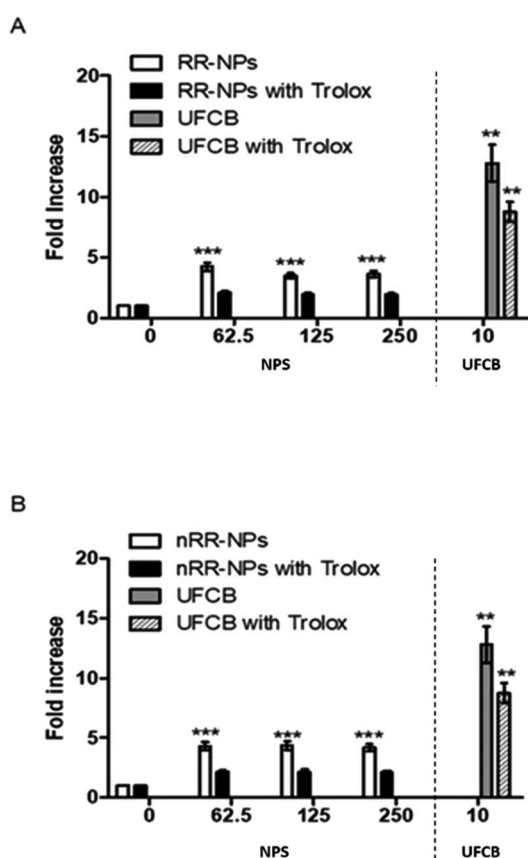 A
RR-NPs
RR-NPs with Trolox
UFCB
UFCB with Trolox
Fold Increase
20
15
10
5
0
***
***
***
**
**
0 62.5 125 250 10
NPS UFCB
B
nRR-NPs
nRR-NPs with Trolox
UFCB
UFCB with Trolox
Fold increase
20
15
10
5
0
***
***
***
**
**
0 62.5 125 250 10
NPS UFCB